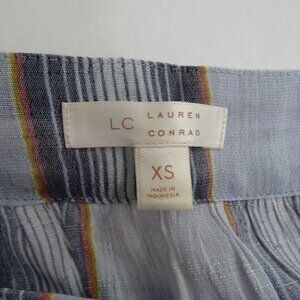 LC LAUREN
CONRAD
XS
MADE IN
INDONESIA